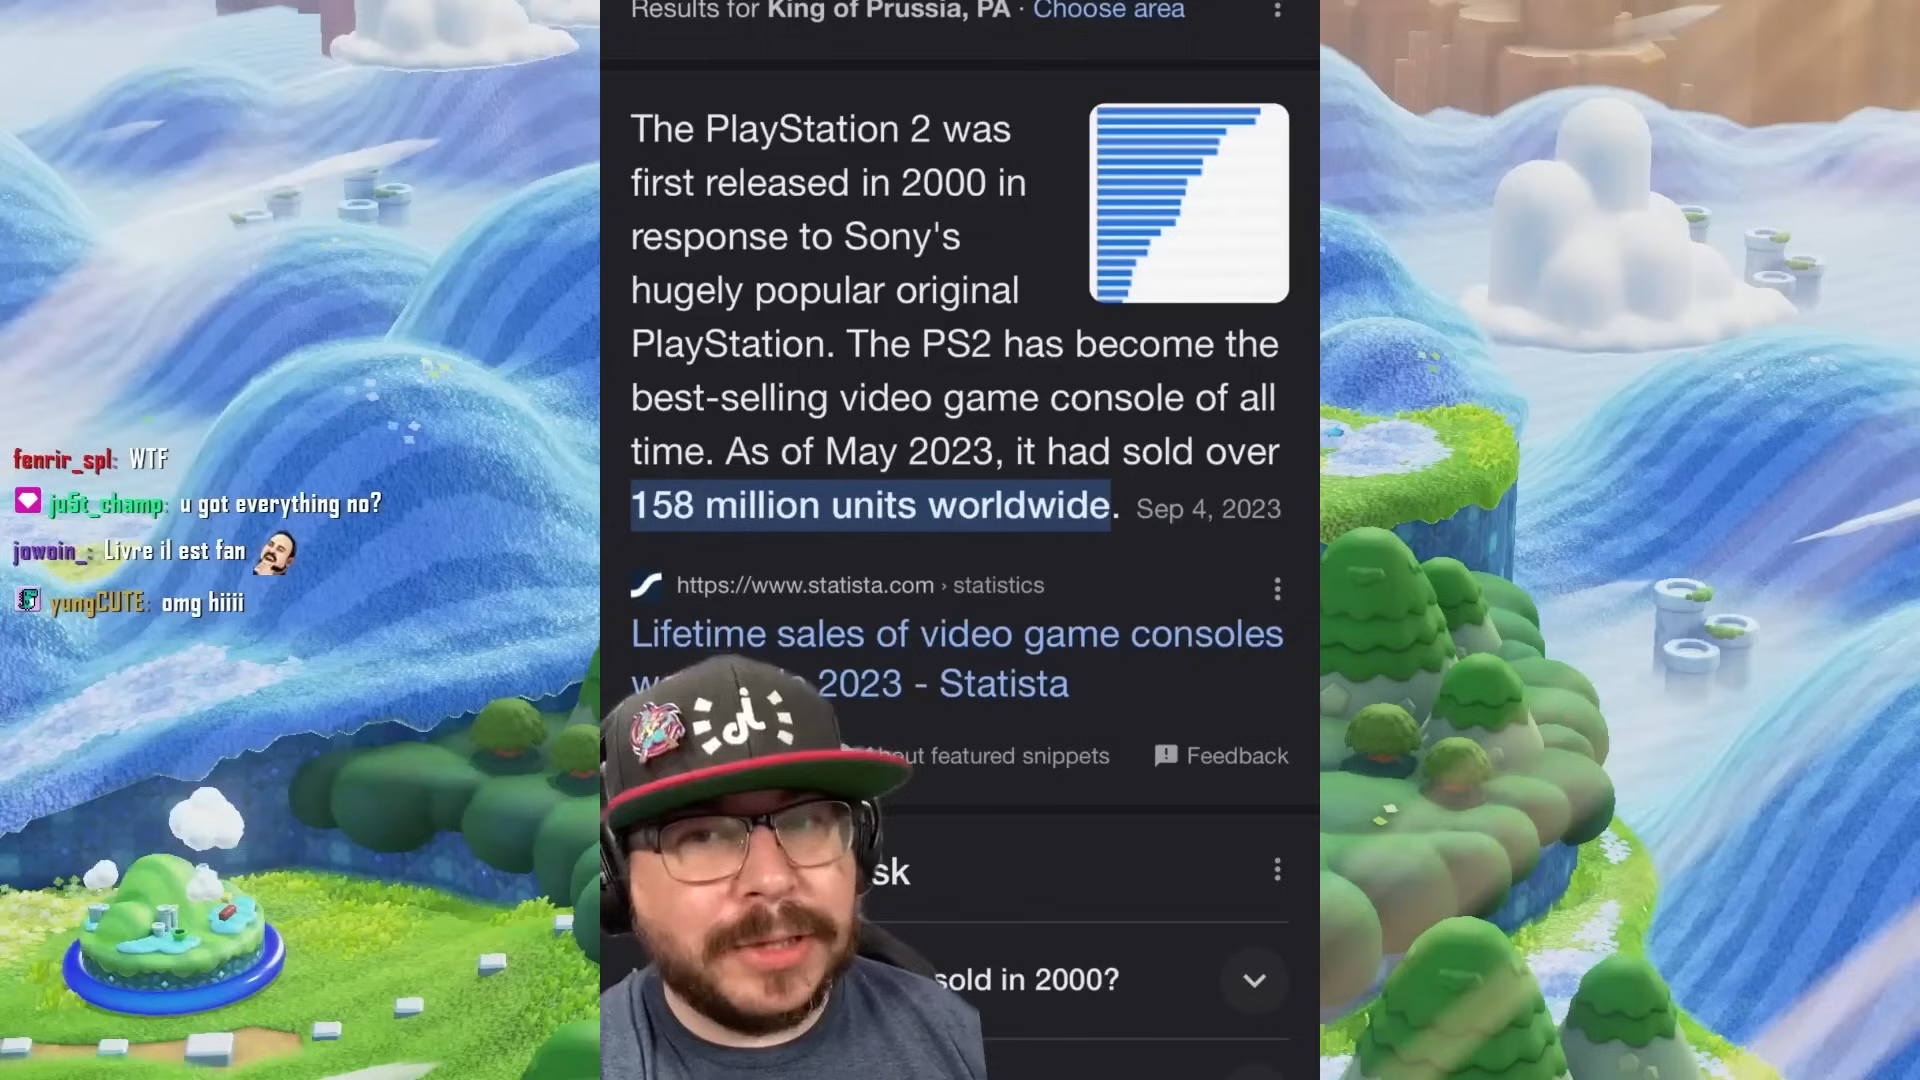 Results for King of Prussia, PA · Choose area
The PlayStation 2 was
first released in 2000 in
response to Sony's
hugely popular original
PlayStation. The PS2 has become the
best-selling video game console of all
time. As of May 2023, it had sold over
158 million units worldwide. Sep 4, 2023
https://www.statista.com › statistics
Lifetime sales of video game consoles
2023 - Statista
featured snippets
Feedback
sold in 2000?
fenrir_spl: WTF
ju5t_champ: u got everything no?
jowoin_: Livre il est fan
yungCUTE: omg hiiii